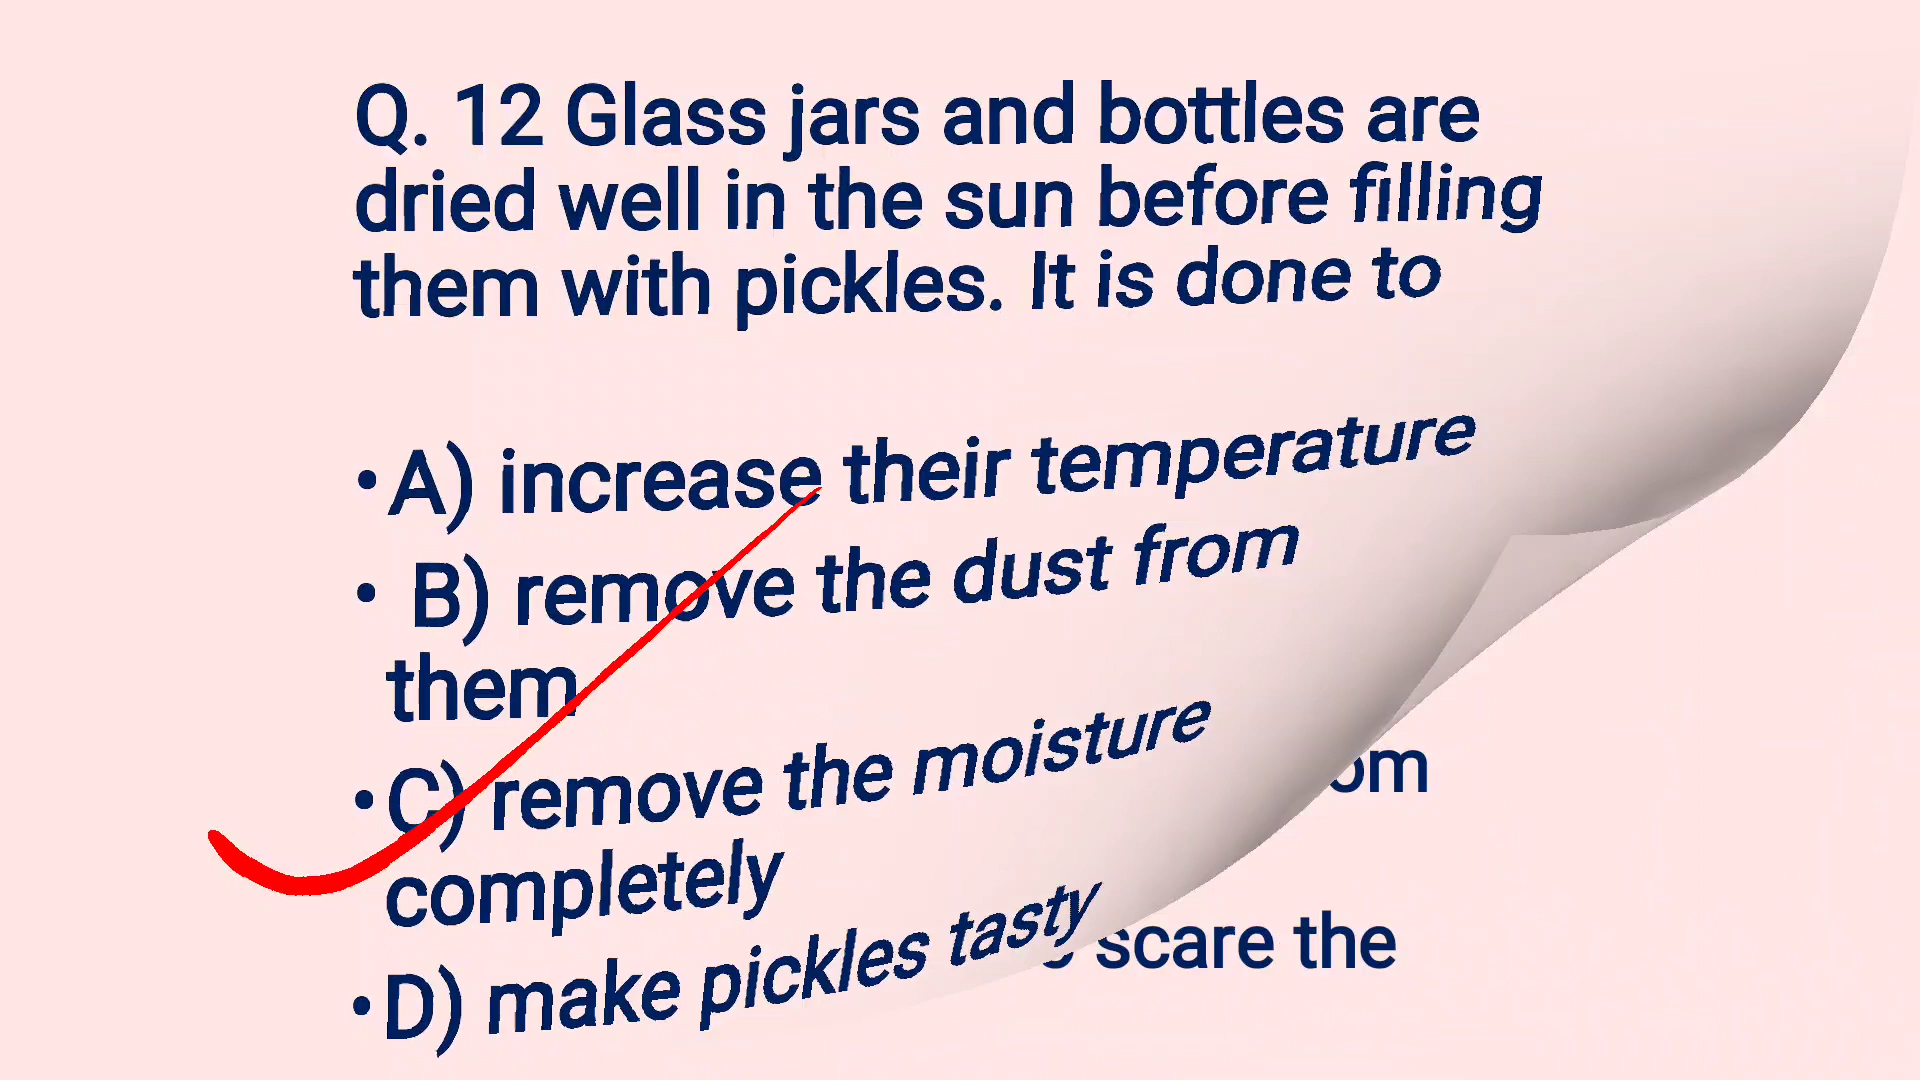 Q. 12 Glass jars and bottles are
dried well in the sun before filling
them with pickles. It is done to
• A) increase their temperature
• B) remove the dust from
them
• C) remove the moisture
completely
• D) make pickles tasty
scare the